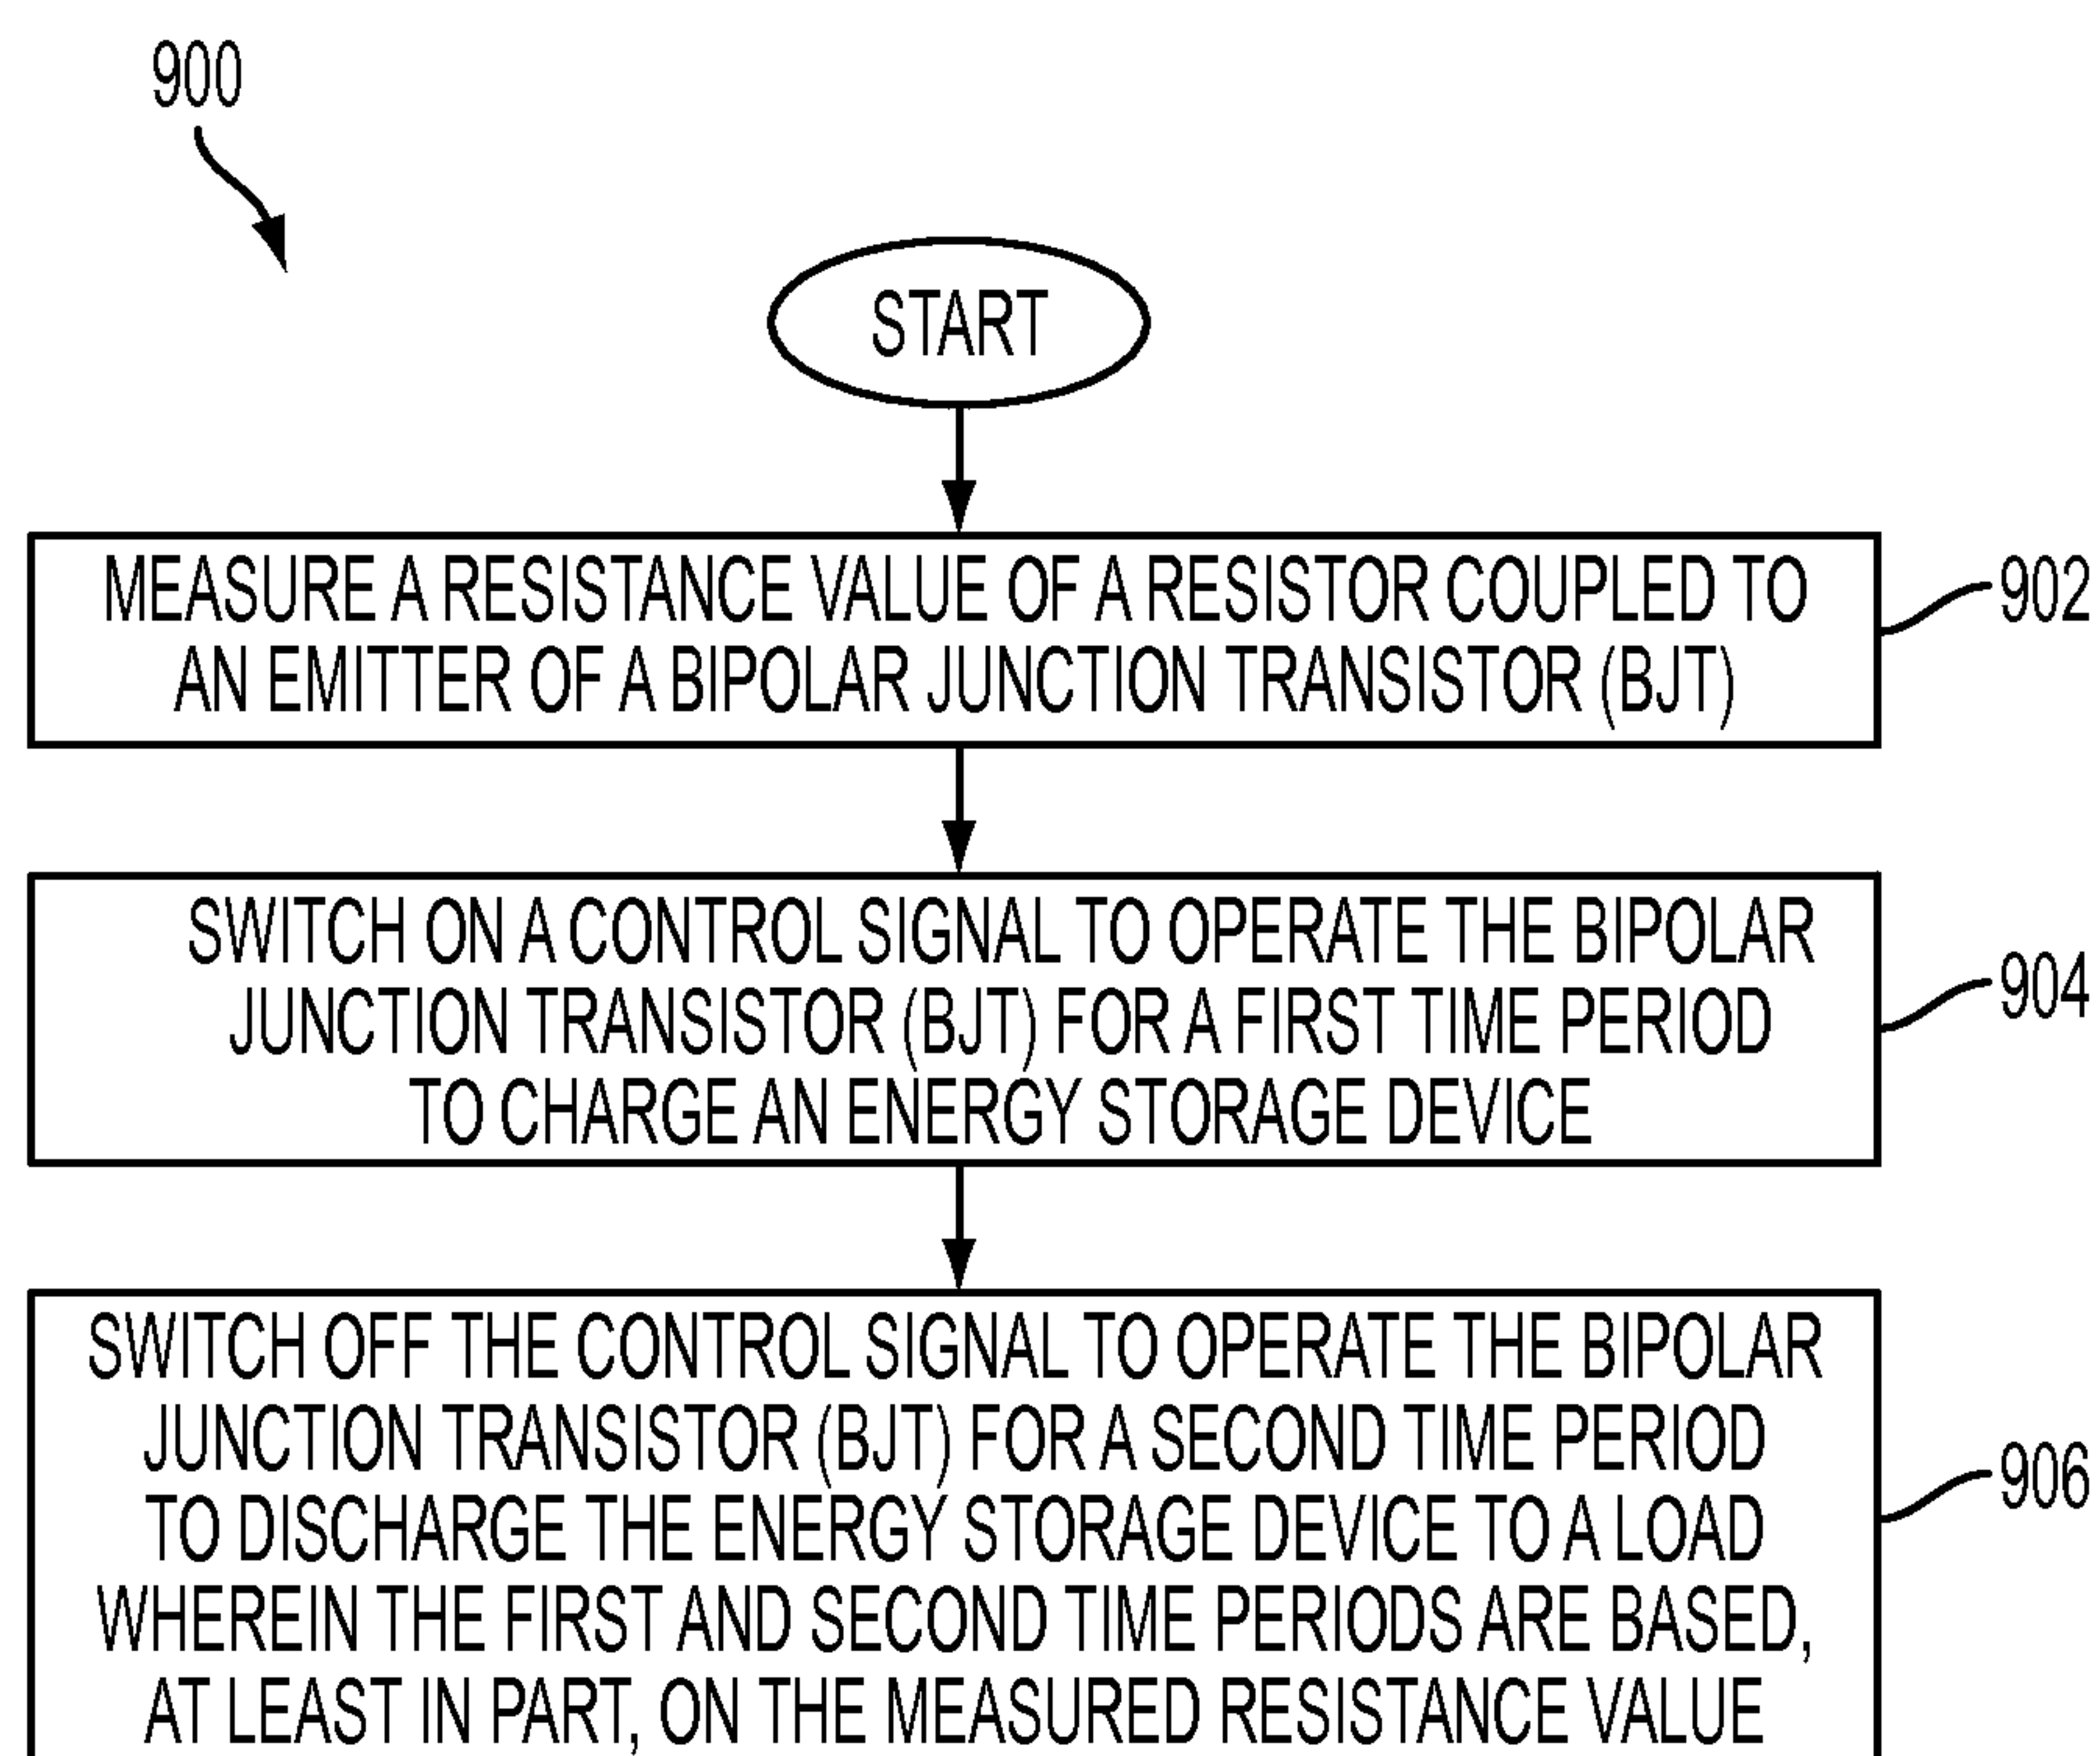 900
START
MEASURE A RESISTANCE VALUE OF A RESISTOR COUPLED TO
AN EMITTER OF A BIPOLAR JUNCTION TRANSISTOR (BJT)
902
SWITCH ON A CONTROL SIGNAL TO OPERATE THE BIPOLAR
JUNCTION TRANSISTOR (BJT) FOR A FIRST TIME PERIOD
TO CHARGE AN ENERGY STORAGE DEVICE
904
SWITCH OFF THE CONTROL SIGNAL TO OPERATE THE BIPOLAR
JUNCTION TRANSISTOR (BJT) FOR A SECOND TIME PERIOD
TO DISCHARGE THE ENERGY STORAGE DEVICE TO A LOAD
WHEREIN THE FIRST AND SECOND TIME PERIODS ARE BASED,
AT LEAST IN PART, ON THE MEASURED RESISTANCE VALUE
906